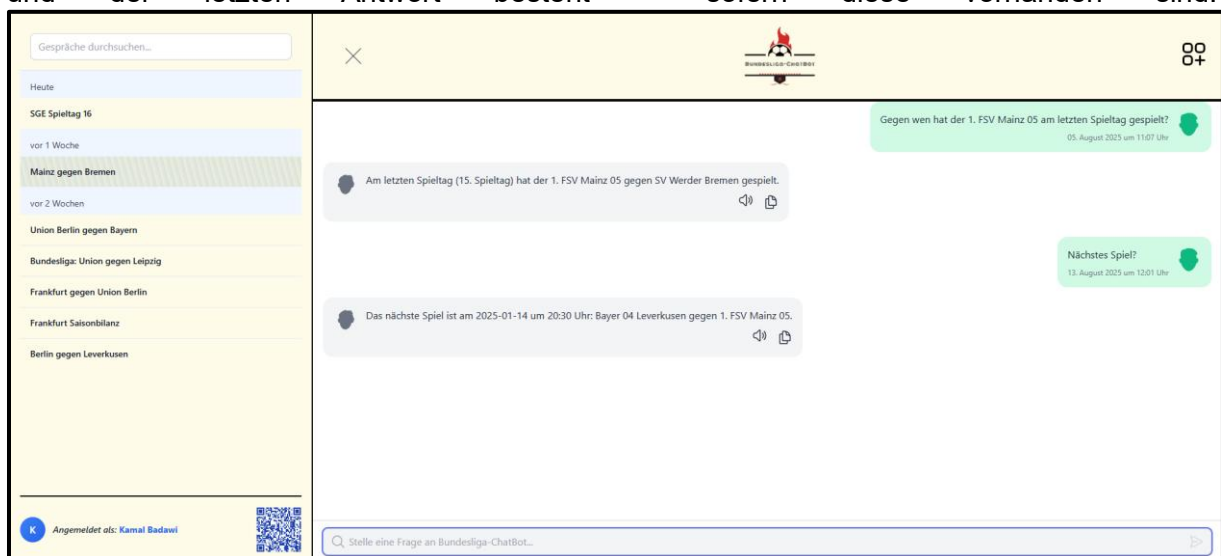 und der letzten Antwort besteht sofern diese vorhanden sind.
Gespräche durchsuchen...
Heute
SGE Spieltag 16
vor 1 Woche
Mainz gegen Bremen
vor 2 Wochen
Union Berlin gegen Bayern
Bundesliga: Union gegen Leipzig
Frankfurt gegen Union Berlin
Frankfurt Saisonbilanz
Berlin gegen Leverkusen
K Angemeldet als: Kamal Badawi
BUNDESLIGA-CHATBOT
Gegen wen hat der 1. FSV Mainz 05 am letzten Spieltag gespielt?
05. August 2025 um 11:07 Uhr
Am letzten Spieltag (15. Spieltag) hat der 1. FSV Mainz 05 gegen SV Werder Bremen gespielt.
Nächstes Spiel?
13. August 2025 um 12:01 Uhr
Das nächste Spiel ist am 2025-01-14 um 20:30 Uhr: Bayer 04 Leverkusen gegen 1. FSV Mainz 05.
Stelle eine Frage an Bundesliga-ChatBot...